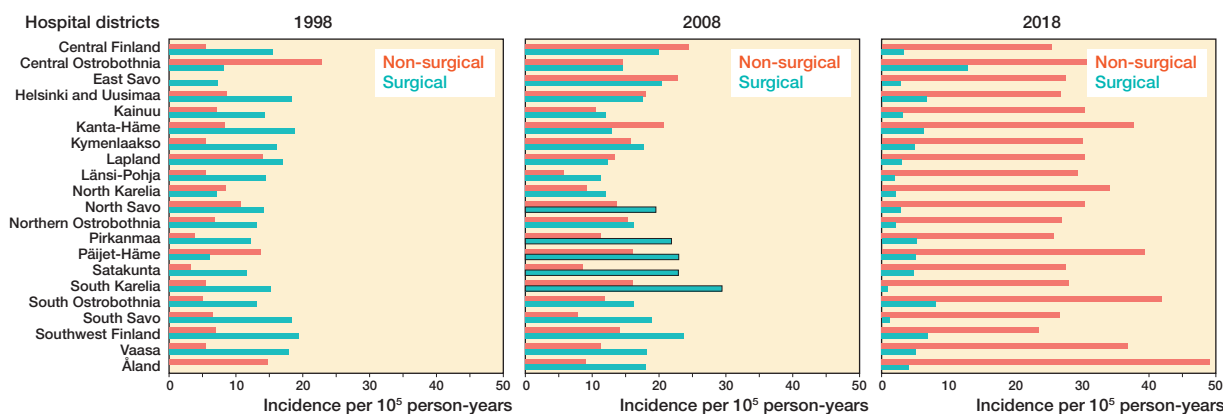 Hospital districts
1998
2008
2018
Central Finland
Central Ostrobothnia
East Savo
Helsinki and Uusimaa
Kainuu
Kanta-Häme
Kymenlaakso
Lapland
Länsi-Pohja
North Karelia
North Savo
Northern Ostrobothnia
Pirkanmaa
Päijet-Häme
Satakunta
South Karelia
South Ostrobothnia
South Savo
Southwest Finland
Vaasa
Åland
Non-surgical
Surgical
Non-surgical
Surgical
Non-surgical
Surgical
0 10 20 30 40 50
0 10 20 30 40 50
0 10 20 30 40 50
Incidence per 10⁵ person-years
Incidence per 10⁵ person-years
Incidence per 10⁵ person-years